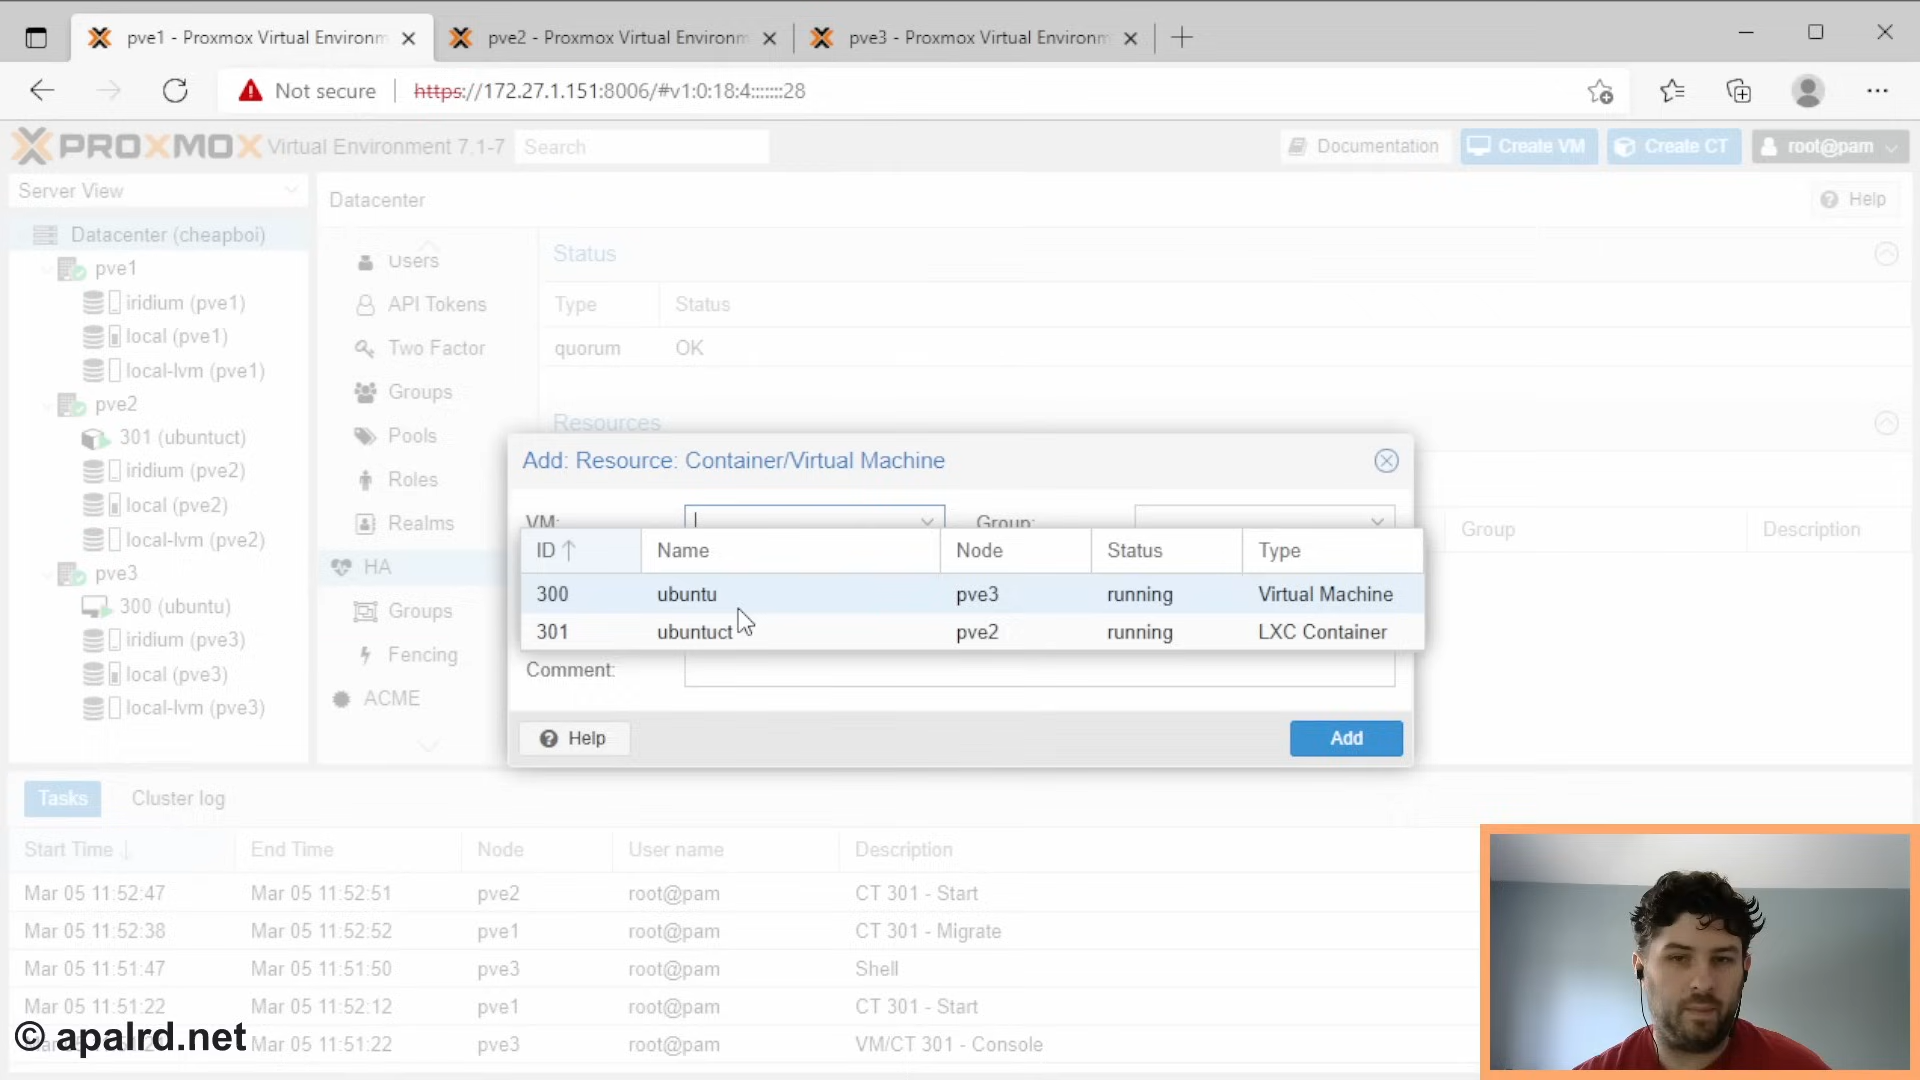 pve1 - Proxmox Virtual Environm
pve2 - Proxmox Virtual Environm
pve3 - Proxmox Virtual Environm
Not secure https://172.27.1.151:8006/#v1:0:18:4:::::::28
PROXMOX Virtual Environment 7.1-7 Search Documentation Create VM Create CT root@pam
Server View
Datacenter
Help
Datacenter (cheapboi)
pve1
iridium (pve1)
local (pve1)
local-lvm (pve1)
pve2
301 (ubuntuct)
iridium (pve2)
local (pve2)
local-lvm (pve2)
pve3
300 (ubuntu)
iridium (pve3)
local (pve3)
local-lvm (pve3)
Users
API Tokens
Two Factor
Groups
Pools
Roles
Realms
HA
Groups
Fencing
ACME
Status
Type Status
quorum OK
Resources
Group Description
Add: Resource: Container/Virtual Machine
VM: Group:
ID Name Node Status Type
300 ubuntu pve3 running Virtual Machine
301 ubuntuct pve2 running LXC Container
Comment:
Help Add
Tasks Cluster log
Start Time End Time Node User name Description
Mar 05 11:52:47 Mar 05 11:52:51 pve2 root@pam CT 301 - Start
Mar 05 11:52:38 Mar 05 11:52:52 pve1 root@pam CT 301 - Migrate
Mar 05 11:51:47 Mar 05 11:51:50 pve3 root@pam Shell
Mar 05 11:51:22 Mar 05 11:52:12 pve1 root@pam CT 301 - Start
Mar 05 11:51:22 pve3 root@pam VM/CT 301 - Console
© apalrd.net